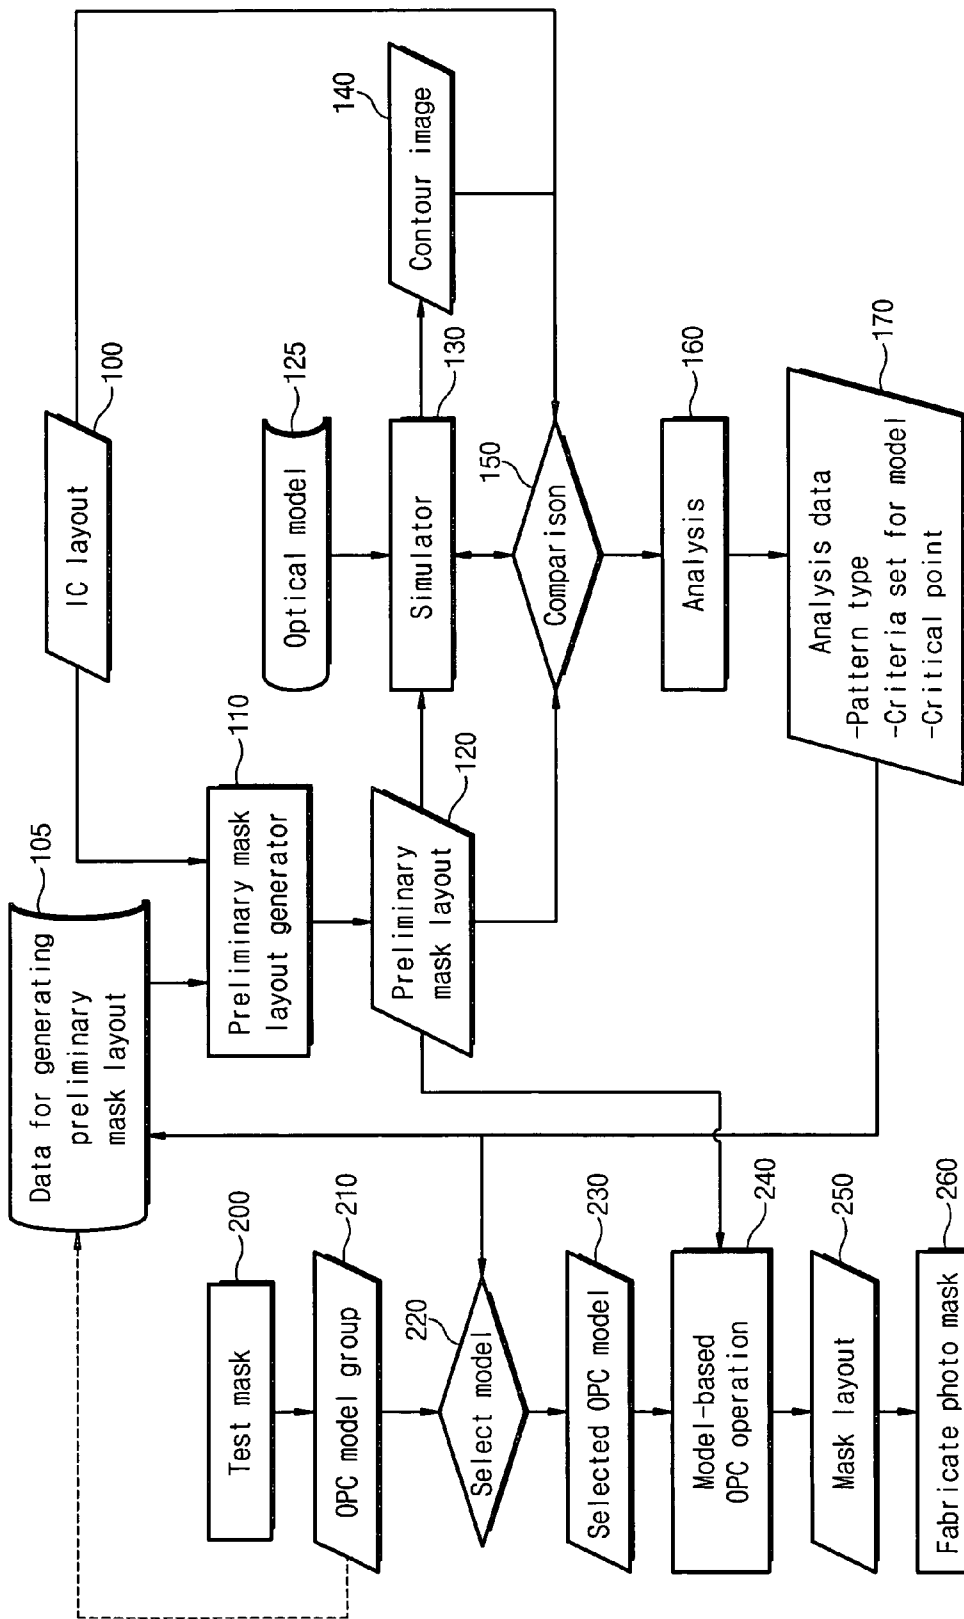 Data for generating
preliminary
mask layout
105
IC layout
100
Preliminary mask
layout generator
110
Optical model
125
Preliminary
mask layout
120
Simulator
130
Contour image
140
Comparison
150
Analysis
160
Analysis data
-Pattern type
-Criteria set for model
-Critical point
170
Test mask
200
OPC model group
210
Select model
220
Selected OPC model
230
Model-based
OPC operation
240
Mask layout
250
Fabricate photo mask
260